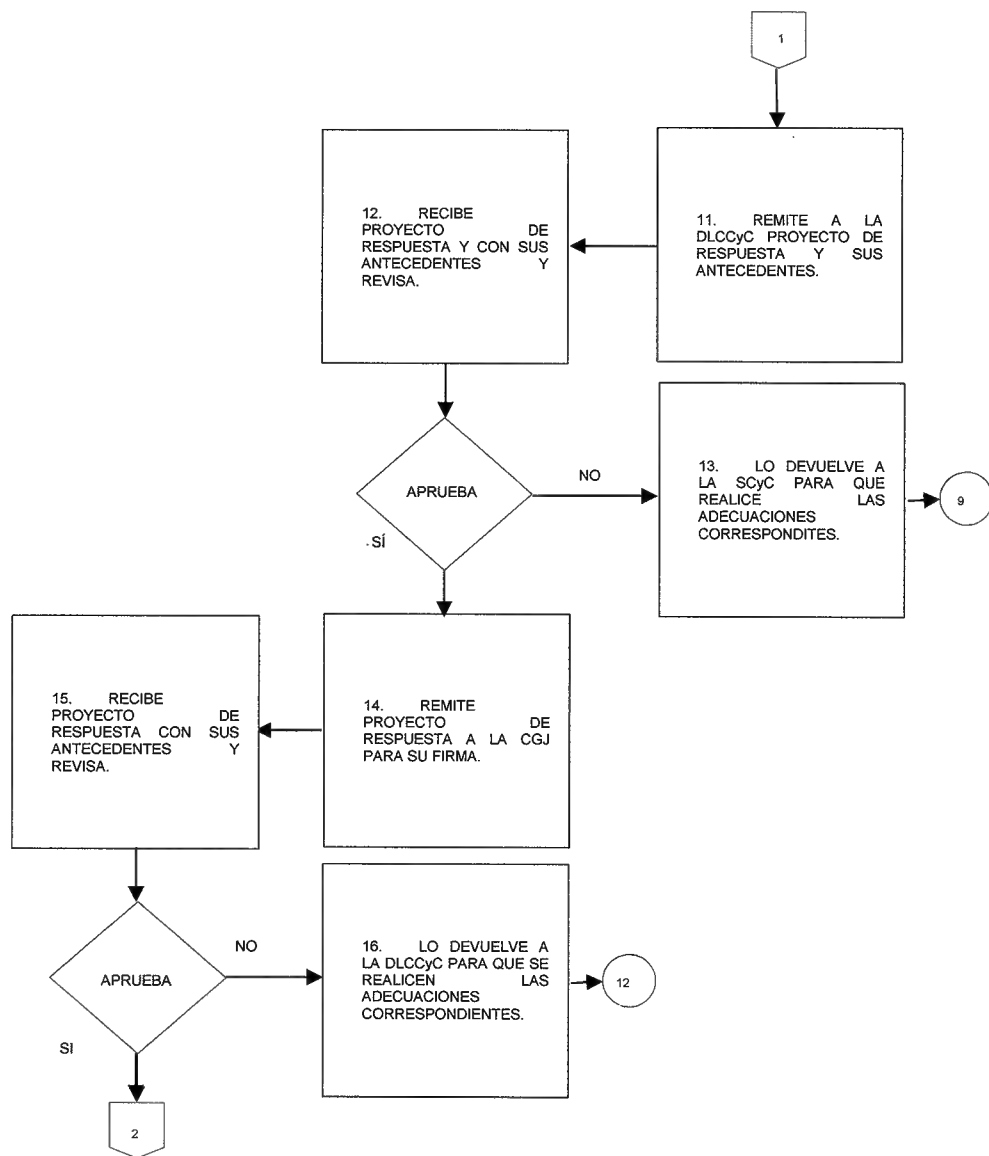 1
11. REMITE A LA
DLCCyC PROYECTO DE
RESPUESTA Y SUS
ANTECEDENTES.
12. RECIBE
PROYECTO DE
RESPUESTA Y CON SUS
ANTECEDENTES Y
REVISA.
APRUEBA
NO
SÍ
13. LO DEVUELVE A
LA SCyC PARA QUE
REALICE LAS
ADECUACIONES
CORRESPONDITES.
9
14. REMITE
PROYECTO DE
RESPUESTA A LA CGJ
PARA SU FIRMA.
15. RECIBE
PROYECTO DE
RESPUESTA CON SUS
ANTECEDENTES Y
REVISA.
APRUEBA
NO
SI
16. LO DEVUELVE A
LA DLCCyC PARA QUE SE
REALICEN LAS
ADECUACIONES
CORRESPONDIENTES.
12
2